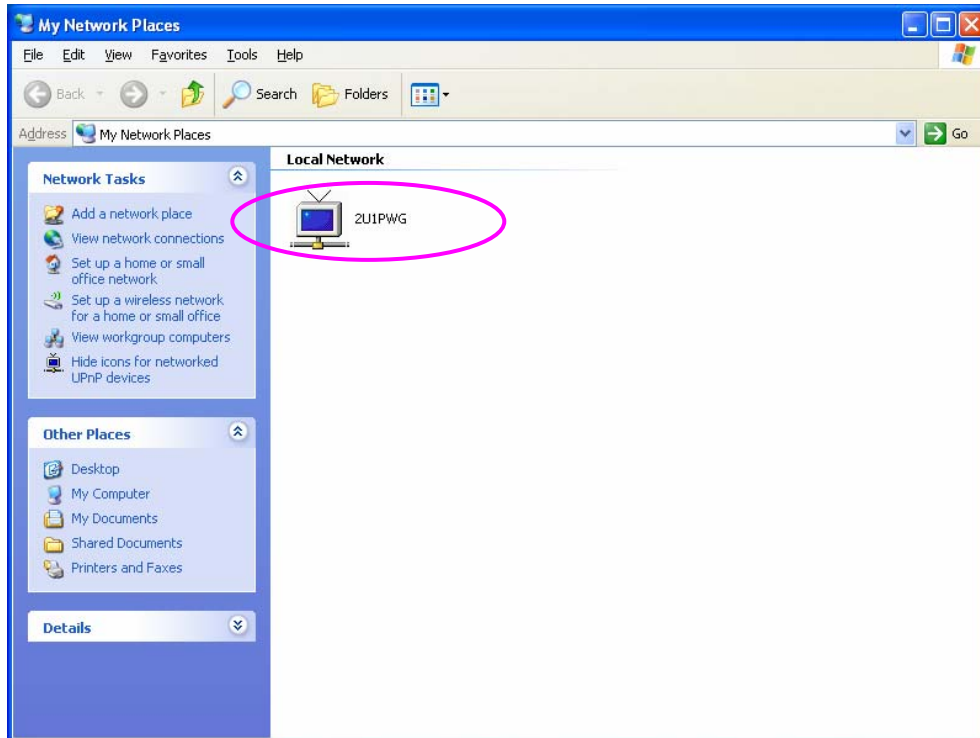 My Network Places
File Edit View Favorites Tools Help
Back Search Folders
Address My Network Places Go
Local Network
2U1PWG
Network Tasks
Add a network place
View network connections
Set up a home or small
office network
Set up a wireless network
for a home or small office
View workgroup computers
Hide icons for networked
UPnP devices
Other Places
Desktop
My Computer
My Documents
Shared Documents
Printers and Faxes
Details